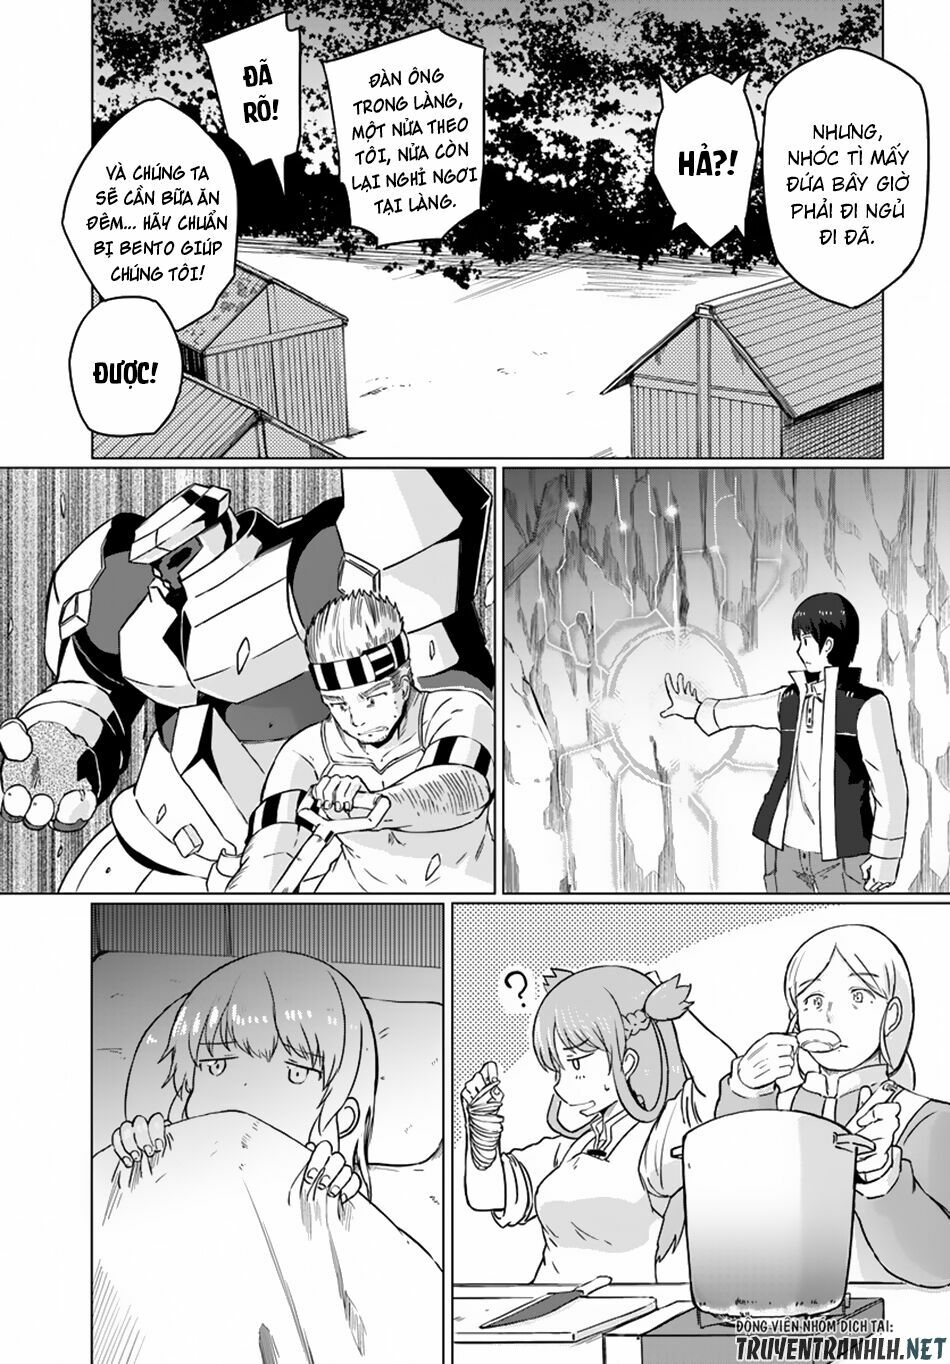 NHƯNG,
NHÓC TÌ MẤY
ĐỨA BÂY GIỜ
PHẢI ĐI NGỦ
ĐI ĐÃ.
HẢ?!
ĐÀN ÔNG
TRONG LÀNG,
MỘT NỬA THEO
TÔI, NỬA CÒN
LẠI NGHỈ NGƠI
TẠI LÀNG.
ĐÃ
RÕ!
VÀ CHÚNG TA
SẼ CẦN BỮA ĂN
ĐÊM... HÃY CHUẨN
BỊ BENTO GIÚP
CHÚNG TÔI!
ĐƯỢC!
?
ĐỘNG VIÊN NHÓM DỊCH TẠI:
TRUYENTRANHLH.NET